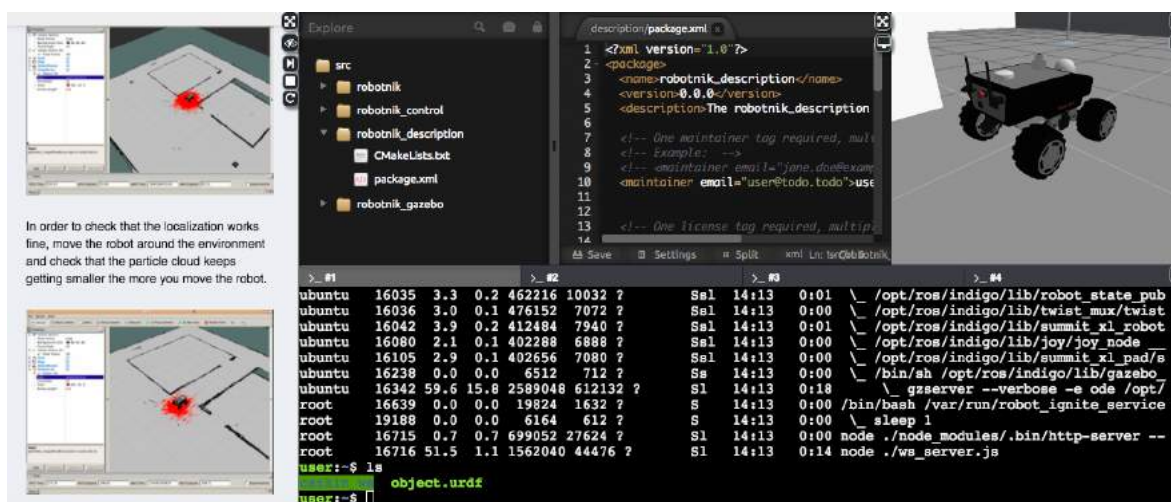 In order to check that the localization works
fine, move the robot around the environment
and check that the particle cloud keeps
getting smaller the more you move the robot.
Explore
src
robotnik
robotnik_control
robotnik_description
CMakeLists.txt
package.xml
robotnik_gazebo
description/package.xml
1 <?xml version="1.0"?>
2 <package>
3 <name>robotnik_description</name>
4 <version>0.0.0</version>
5 <description>The robotnik_description
6
7 <!-- One maintainer tag required, mul
8 <!-- Example: -->
9 <!-- <maintainer email="jane.doe@examp
10 <maintainer email="user@todo.todo">use
11
12
13 <!-- One license tag required, multip
14
Save Settings Split xml Ln:
>_ #1 >_ #2 >_ #3 >_ #4
ubuntu 16035 3.3 0.2 462216 10032 ? Ssl 14:13 0:01 \_ /opt/ros/indigo/lib/robot_state_pub
ubuntu 16036 3.0 0.1 476152 7072 ? Ssl 14:13 0:00 \_ /opt/ros/indigo/lib/twist_mux/twist
ubuntu 16042 3.9 0.2 412484 7940 ? Ssl 14:13 0:01 \_ /opt/ros/indigo/lib/summit_xl_robot
ubuntu 16080 2.1 0.1 402288 6888 ? Ssl 14:13 0:00 \_ /opt/ros/indigo/lib/joy/joy_node __
ubuntu 16105 2.9 0.1 402656 7080 ? Ssl 14:13 0:00 \_ /opt/ros/indigo/lib/summit_xl_pad/s
ubuntu 16238 0.0 0.0 6512 712 ? Ss 14:13 0:00 \_ /bin/sh /opt/ros/indigo/lib/gazebo_
ubuntu 16342 59.6 15.8 2589048 612132 ? Sl 14:13 0:18 \_ gzserver --verbose -e ode /opt/
root 16639 0.0 0.0 19824 1632 ? S 14:13 0:00 /bin/bash /var/run/robot_ignite_service
root 19188 0.0 0.0 6164 612 ? S 14:13 0:00 \_ sleep 1
root 16715 0.7 0.7 699052 27624 ? Sl 14:13 0:00 node ./node_modules/.bin/http-server --
root 16716 51.5 1.1 1562040 44476 ? Sl 14:13 0:14 node ./ws_server.js
user:~$ ls
catkin_ws object.urdf
user:~$